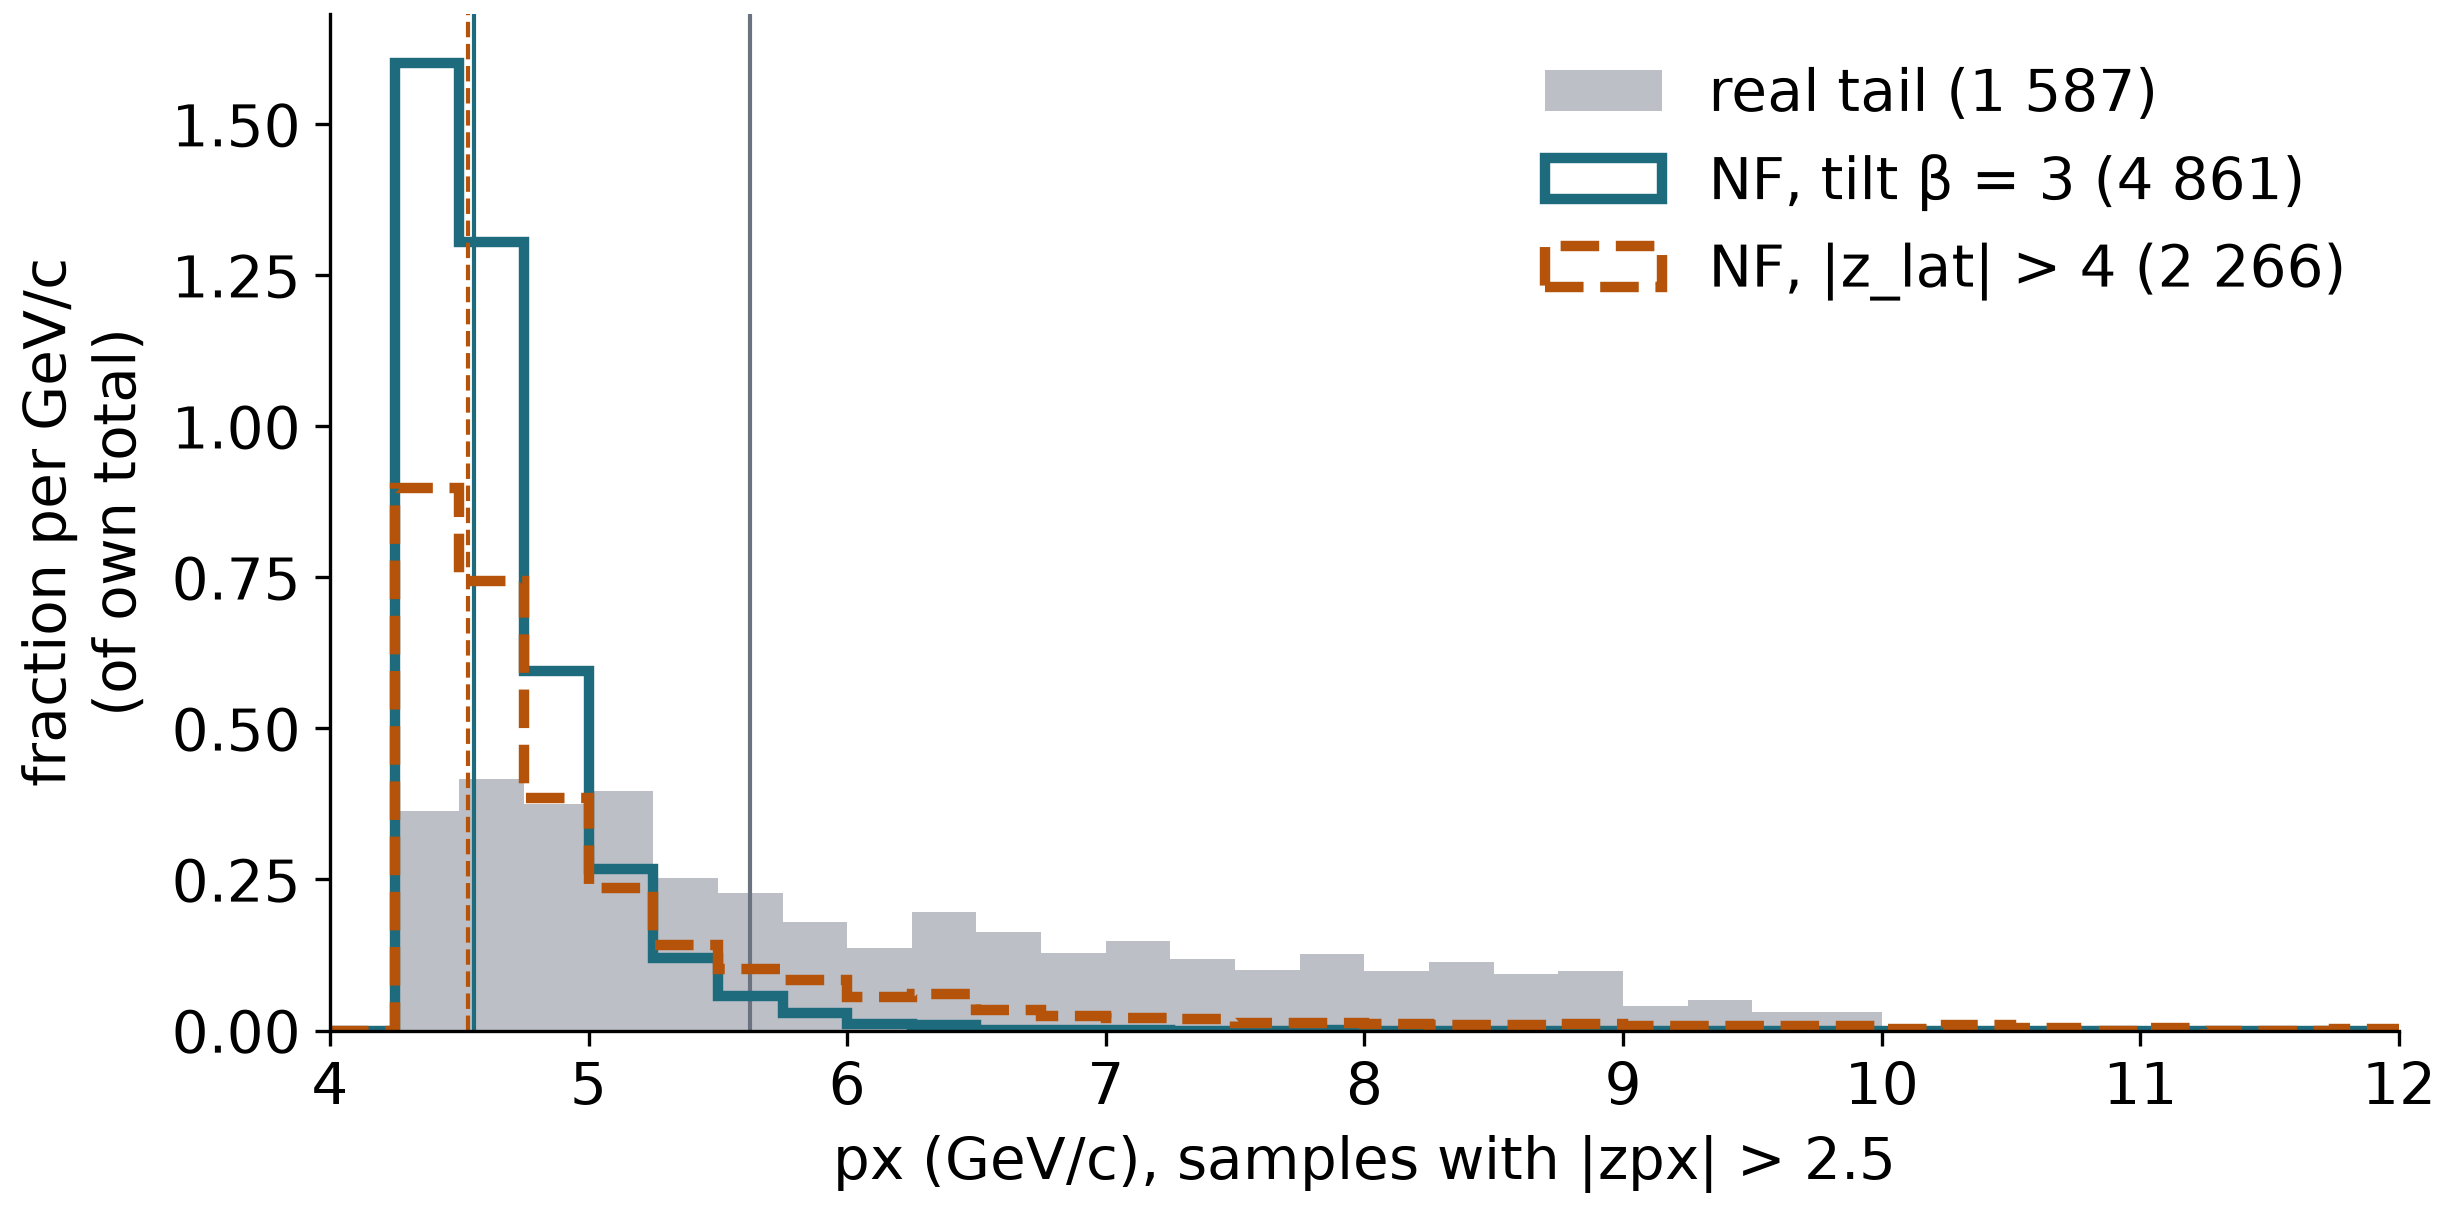 fraction per GeV/c
(of own total)
1.50
1.25
1.00
0.75
0.50
0.25
0.00
real tail (1 587)
NF, tilt β = 3 (4 861)
NF, |z_lat| > 4 (2 266)
4 5 6 7 8 9 10 11 12
px (GeV/c), samples with |zpx| > 2.5